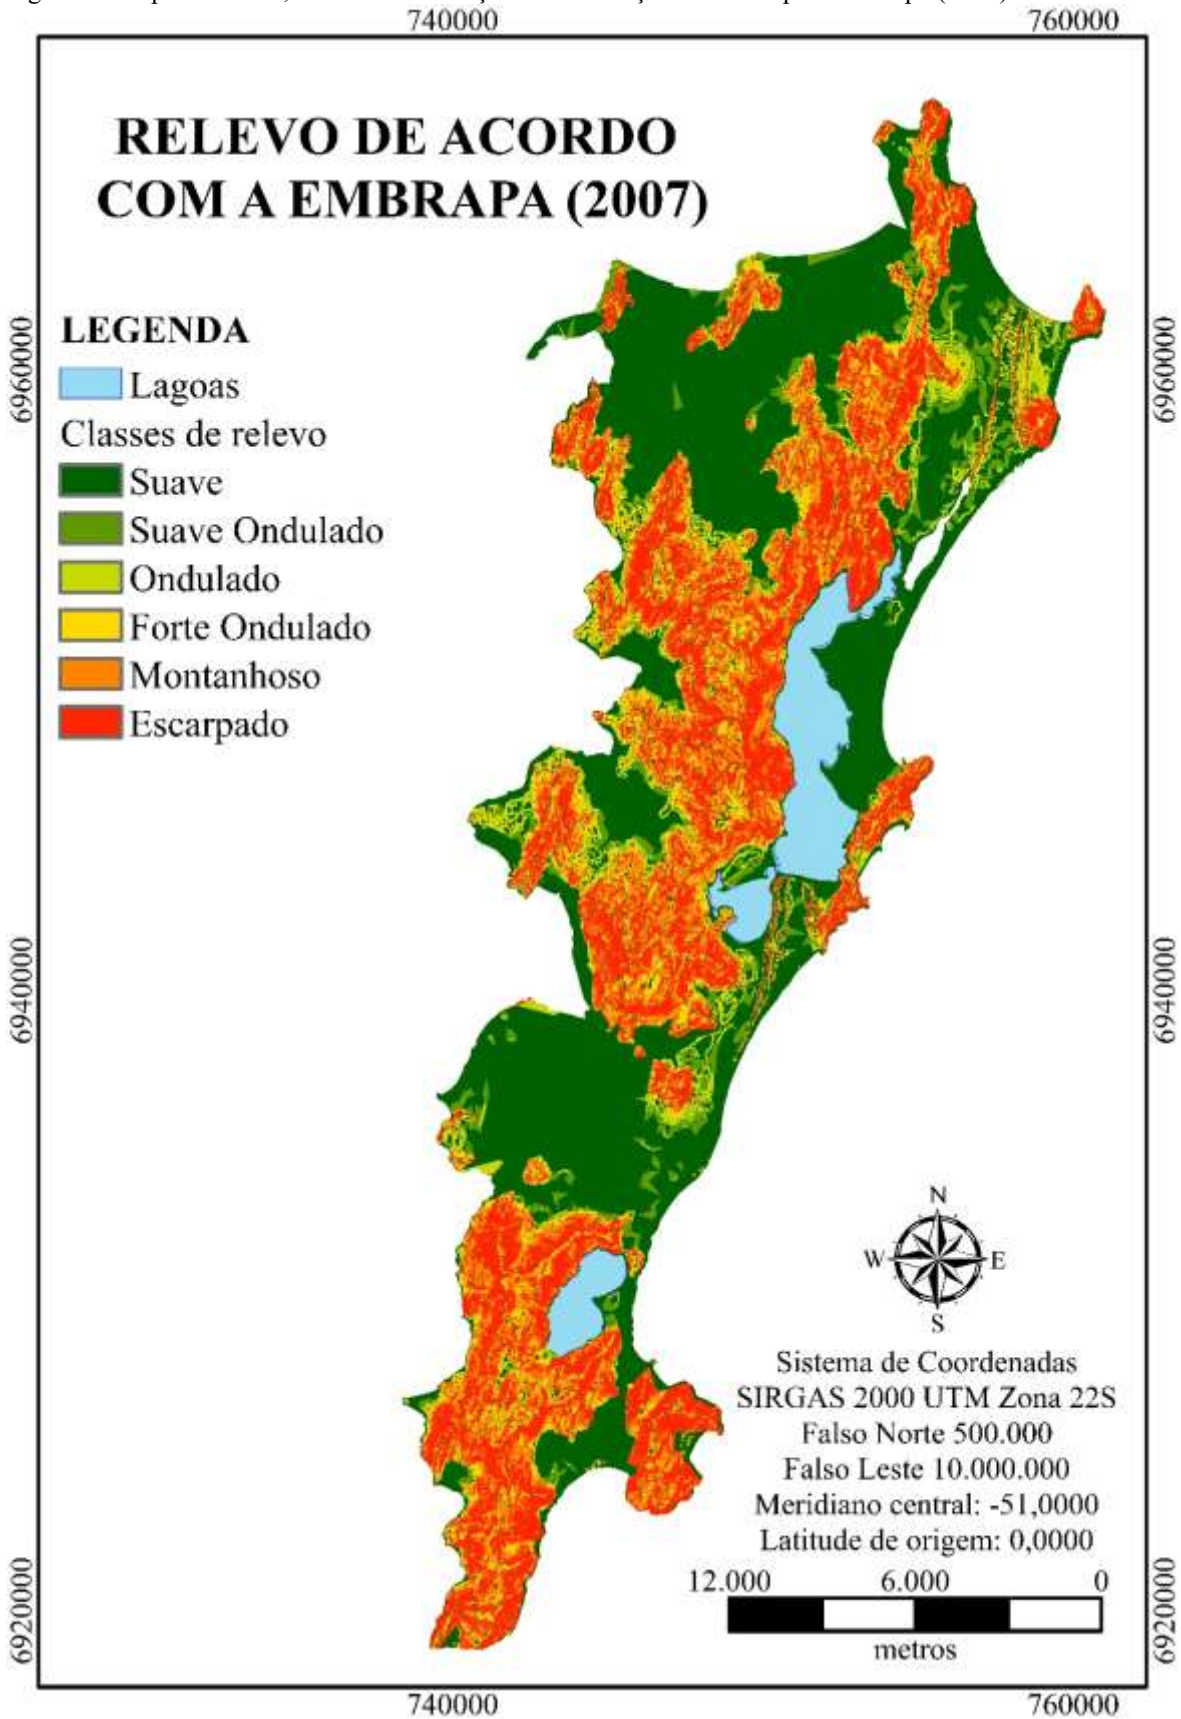 740000
760000
RELEVO DE ACORDO
COM A EMBRAPA (2007)
LEGENDA
Lagoas
Classes de relevo
Suave
Suave Ondulado
Ondulado
Forte Ondulado
Montanhoso
Escarpado
6960000
6960000
6940000
6940000
N
W
E
S
Sistema de Coordenadas
SIRGAS 2000 UTM Zona 22S
Falso Norte 500.000
Falso Leste 10.000.000
Meridiano central: -51,0000
Latitude de origem: 0,0000
12.000 6.000 0
metros
6920000
6920000
740000
760000